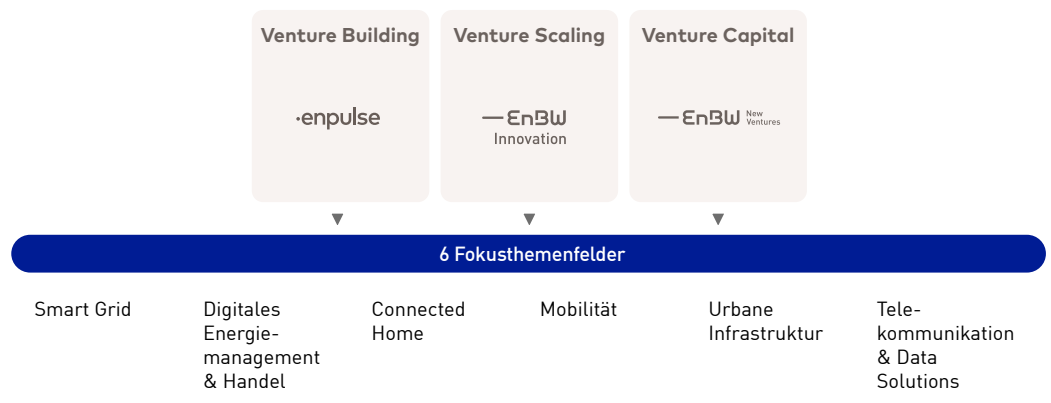 Venture Building
Venture Scaling
Venture Capital
·enpulse
EnBW
Innovation
EnBW New
Ventures
6 Fokusthemenfelder
Smart Grid
Digitales
Energie-
management
& Handel
Connected
Home
Mobilität
Urbane
Infrastruktur
Tele-
kommunikation
& Data
Solutions